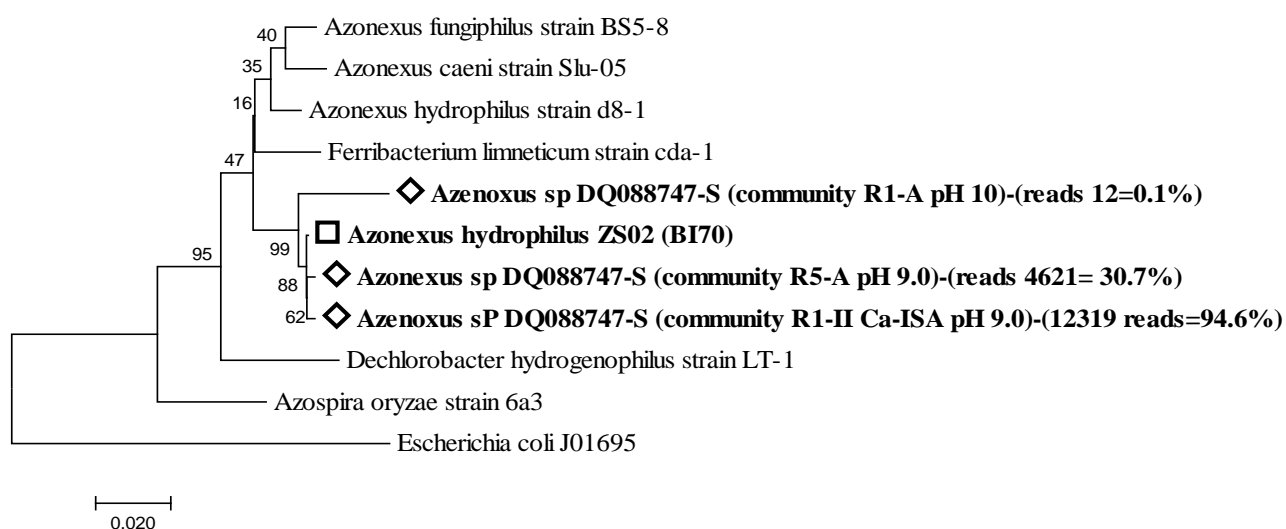 Azonexus fungiphilus strain BS5-8
40
Azonexus caeni strain Slu-05
35
16
Azonexus hydrophilus strain d8-1
Ferribacterium limneticum strain cda-1
47
Azenoxus sp DQ088747-S (community R1-A pH 10)-(reads 12=0.1%)
Azonexus hydrophilus ZS02 (BI70)
99
95
Azonexus sp DQ088747-S (community R5-A pH 9.0)-(reads 4621= 30.7%)
88
62
Azenoxus sP DQ088747-S (community R1-II Ca-ISA pH 9.0)-(12319 reads=94.6%)
Dechlorobacter hydrogenophilus strain LT-1
Azospira oryzae strain 6a3
Escherichia coli J01695
0.020